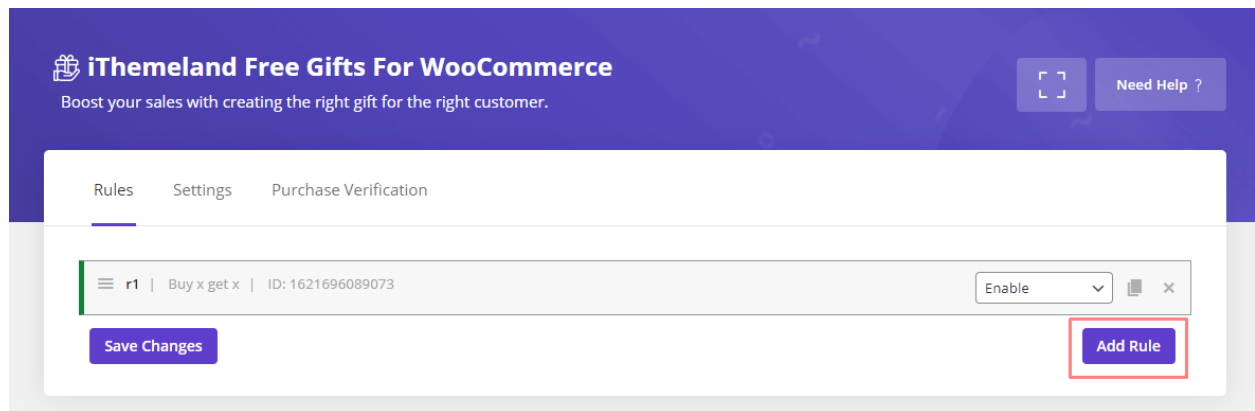 iThemeland Free Gifts For WooCommerce
Boost your sales with creating the right gift for the right customer.
Need Help ?
Rules Settings Purchase Verification
r1 | Buy x get x | ID: 1621696089073 Enable
Save Changes Add Rule